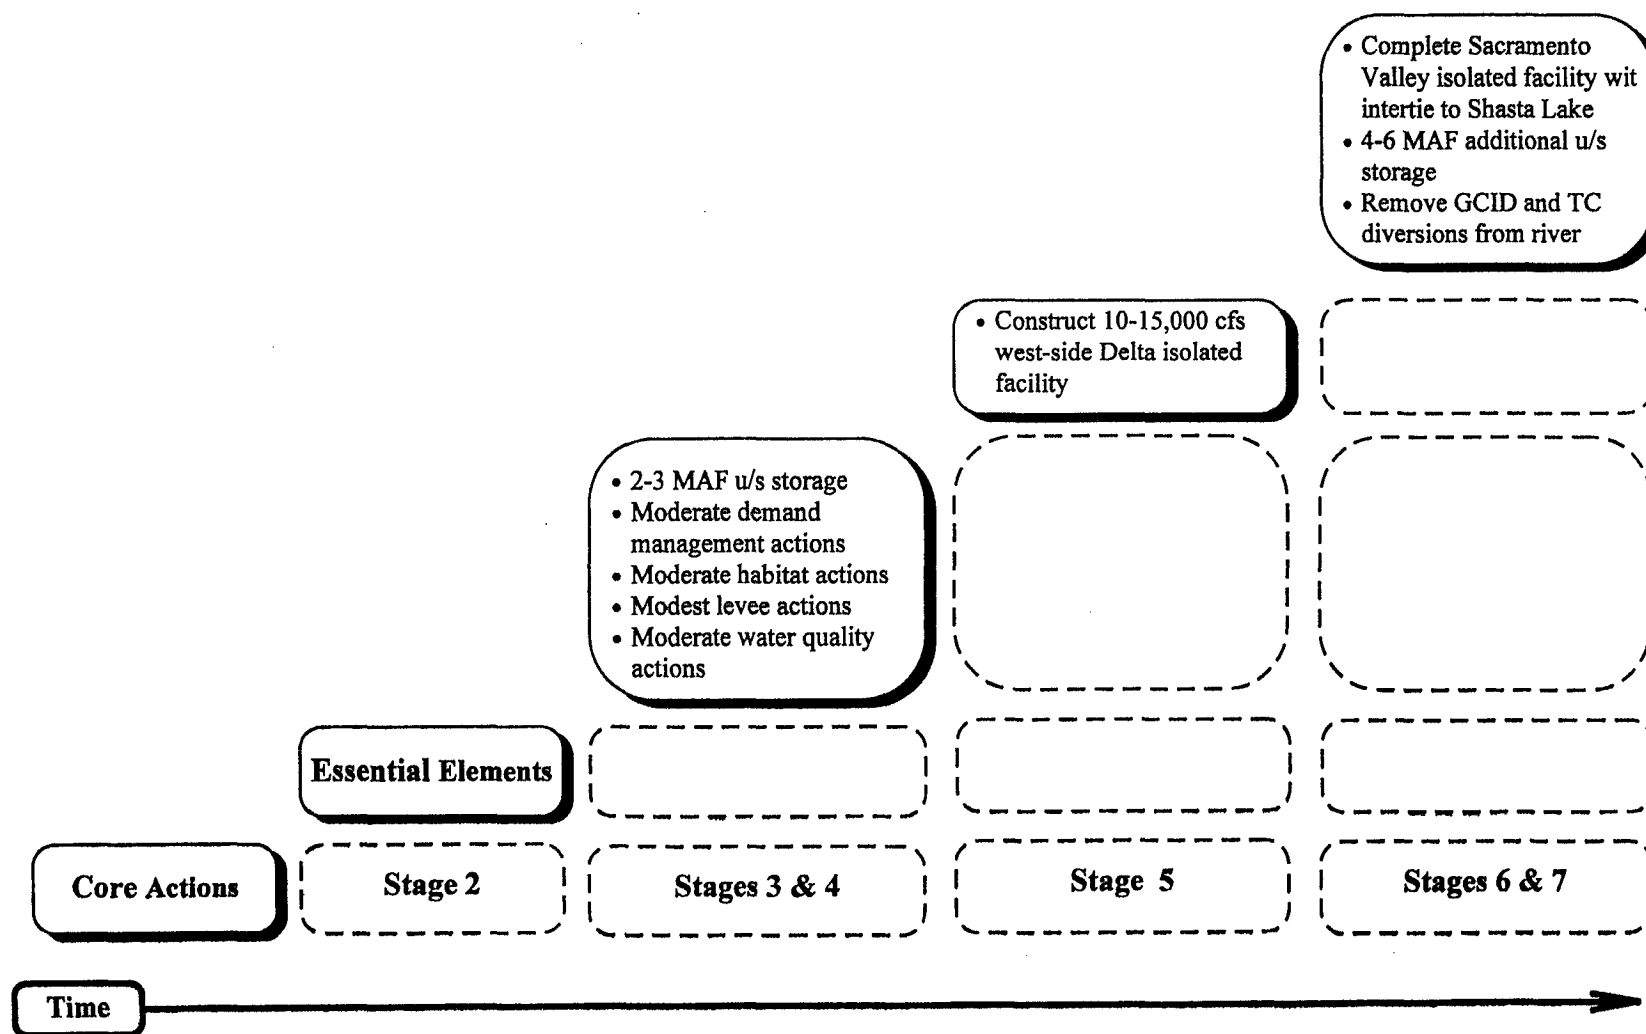 • Complete Sacramento
Valley isolated facility wit
intertie to Shasta Lake
• 4-6 MAF additional u/s
storage
• Remove GCID and TC
diversions from river
• Construct 10-15,000 cfs
west-side Delta isolated
facility
• 2-3 MAF u/s storage
• Moderate demand
management actions
• Moderate habitat actions
• Modest levee actions
• Moderate water quality
actions
Essential Elements
Core Actions
Stage 2
Stages 3 & 4
Stage 5
Stages 6 & 7
Time